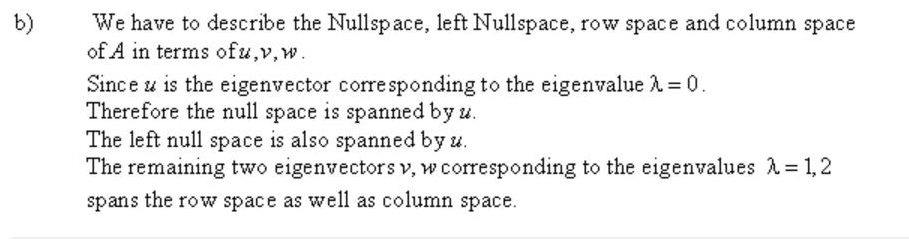 b) We have to describe the Nullspace, left Nullspace, row space and column space
of A in terms of u, v, w.
Since u is the eigenvector corresponding to the eigenvalue λ = 0.
Therefore the null space is spanned by u.
The left null space is also spanned by u.
The remaining two eigenvectors v, w corresponding to the eigenvalues λ = 1, 2
spans the row space as well as column space.